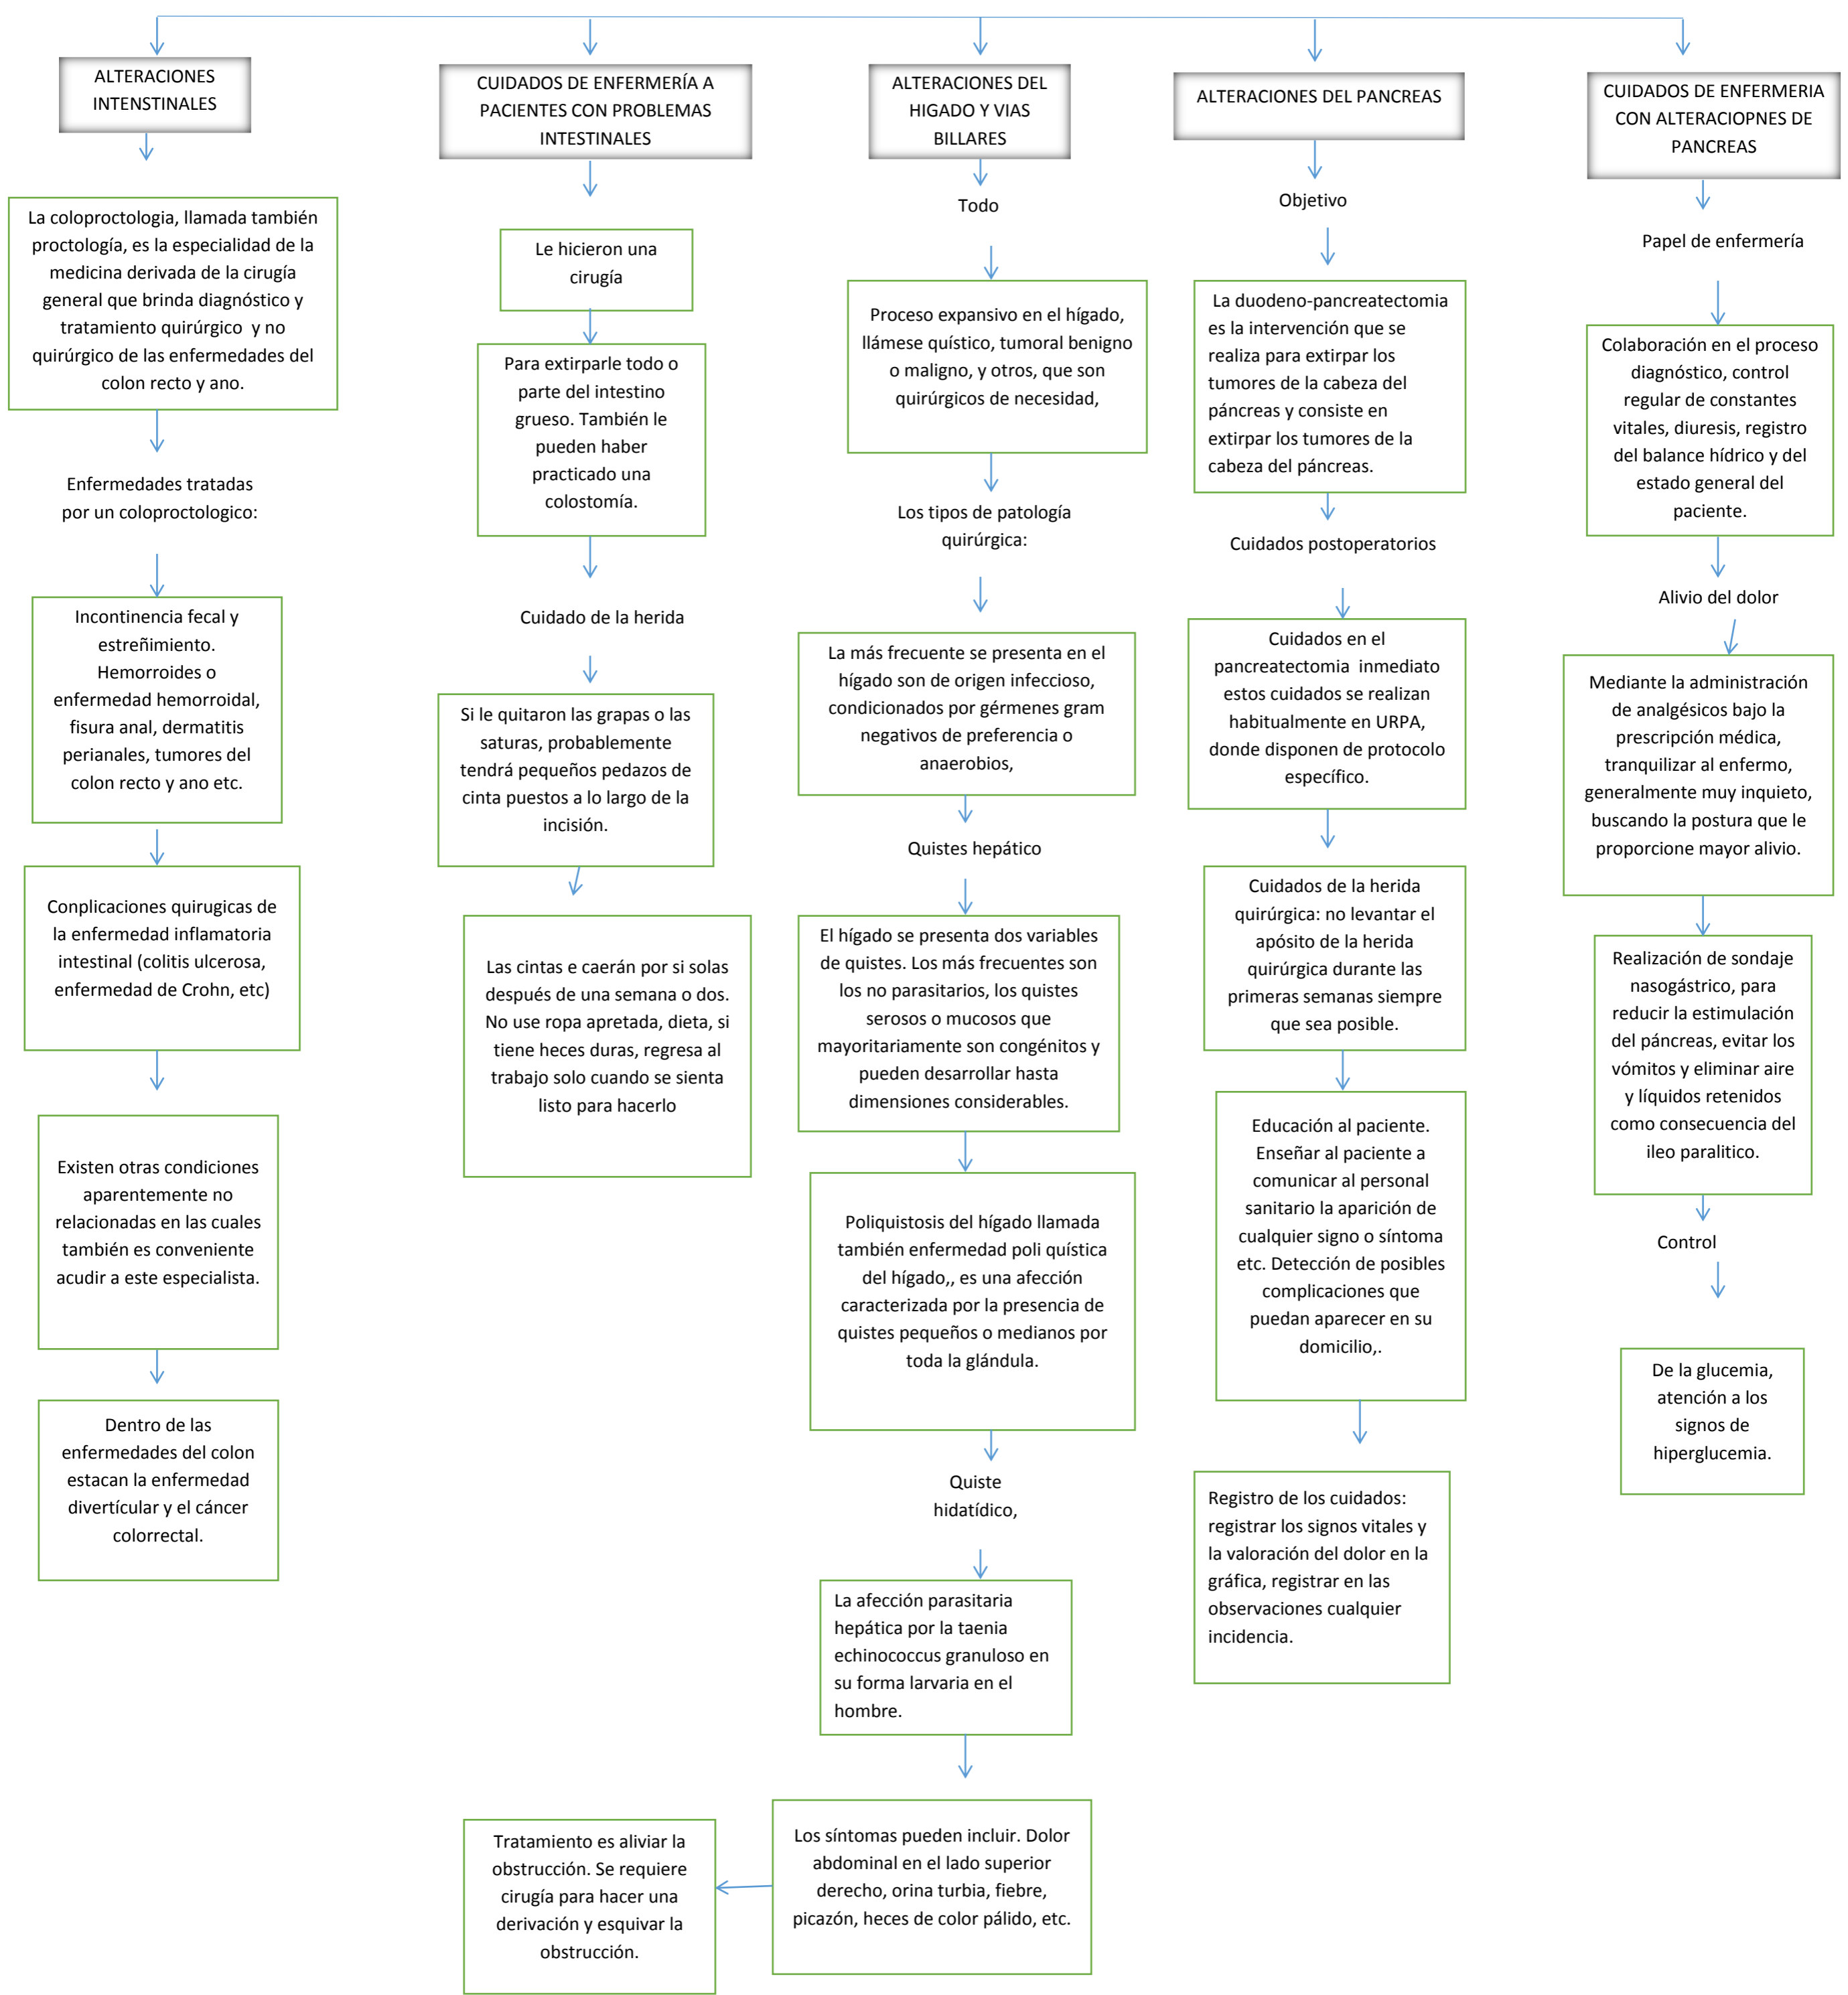 ALTERACIONES
INTENSTINALES
La coloproctologia, llamada también
proctología, es la especialidad de la
medicina derivada de la cirugía
general que brinda diagnóstico y
tratamiento quirúrgico y no
quirúrgico de las enfermedades del
colon recto y ano.
Enfermedades tratadas
por un coloproctologico:
Incontinencia fecal y
estreñimiento.
Hemorroides o
enfermedad hemorroidal,
fisura anal, dermatitis
perianales, tumores del
colon recto y ano etc.
Conplicaciones quirugicas de
la enfermedad inflamatoria
intestinal (colitis ulcerosa,
enfermedad de Crohn, etc)
Existen otras condiciones
aparentemente no
relacionadas en las cuales
también es conveniente
acudir a este especialista.
Dentro de las
enfermedades del colon
estacan la enfermedad
divertícular y el cáncer
colorrectal.
CUIDADOS DE ENFERMERÍA A
PACIENTES CON PROBLEMAS
INTESTINALES
Le hicieron una
cirugía
Para extirparle todo o
parte del intestino
grueso. También le
pueden haber
practicado una
colostomía.
Cuidado de la herida
Si le quitaron las grapas o las
saturas, probablemente
tendrá pequeños pedazos de
cinta puestos a lo largo de la
incisión.
Las cintas e caerán por si solas
después de una semana o dos.
No use ropa apretada, dieta, si
tiene heces duras, regresa al
trabajo solo cuando se sienta
listo para hacerlo
ALTERACIONES DEL
HIGADO Y VIAS
BILLARES
Todo
Proceso expansivo en el hígado,
llámese quístico, tumoral benigno
o maligno, y otros, que son
quirúrgicos de necesidad,
Los tipos de patología
quirúrgica:
La más frecuente se presenta en el
hígado son de origen infeccioso,
condicionados por gérmenes gram
negativos de preferencia o
anaerobios,
Quistes hepático
El hígado se presenta dos variables
de quistes. Los más frecuentes son
los no parasitarios, los quistes
serosos o mucosos que
mayoritariamente son congénitos y
pueden desarrollar hasta
dimensiones considerables.
Poliquistosis del hígado llamada
también enfermedad poli quística
del hígado,, es una afección
caracterizada por la presencia de
quistes pequeños o medianos por
toda la glándula.
Quiste
hidatídico,
La afección parasitaria
hepática por la taenia
echinococcus granuloso en
su forma larvaria en el
hombre.
Los síntomas pueden incluir. Dolor
abdominal en el lado superior
derecho, orina turbia, fiebre,
picazón, heces de color pálido, etc.
Tratamiento es aliviar la
obstrucción. Se requiere
cirugía para hacer una
derivación y esquivar la
obstrucción.
ALTERACIONES DEL PANCREAS
Objetivo
La duodeno-pancreatectomia
es la intervención que se
realiza para extirpar los
tumores de la cabeza del
páncreas y consiste en
extirpar los tumores de la
cabeza del páncreas.
Cuidados postoperatorios
Cuidados en el
pancreatectomia inmediato
estos cuidados se realizan
habitualmente en URPA,
donde disponen de protocolo
específico.
Cuidados de la herida
quirúrgica: no levantar el
apósito de la herida
quirúrgica durante las
primeras semanas siempre
que sea posible.
Educación al paciente.
Enseñar al paciente a
comunicar al personal
sanitario la aparición de
cualquier signo o síntoma
etc. Detección de posibles
complicaciones que
puedan aparecer en su
domicilio,.
Registro de los cuidados:
registrar los signos vitales y
la valoración del dolor en la
gráfica, registrar en las
observaciones cualquier
incidencia.
CUIDADOS DE ENFERMERIA
CON ALTERACIOPNES DE
PANCREAS
Papel de enfermería
Colaboración en el proceso
diagnóstico, control
regular de constantes
vitales, diuresis, registro
del balance hídrico y del
estado general del
paciente.
Alivio del dolor
Mediante la administración
de analgésicos bajo la
prescripción médica,
tranquilizar al enfermo,
generalmente muy inquieto,
buscando la postura que le
proporcione mayor alivio.
Realización de sondaje
nasogástrico, para
reducir la estimulación
del páncreas, evitar los
vómitos y eliminar aire
y líquidos retenidos
como consecuencia del
ileo paralitico.
Control
De la glucemia,
atención a los
signos de
hiperglucemia.